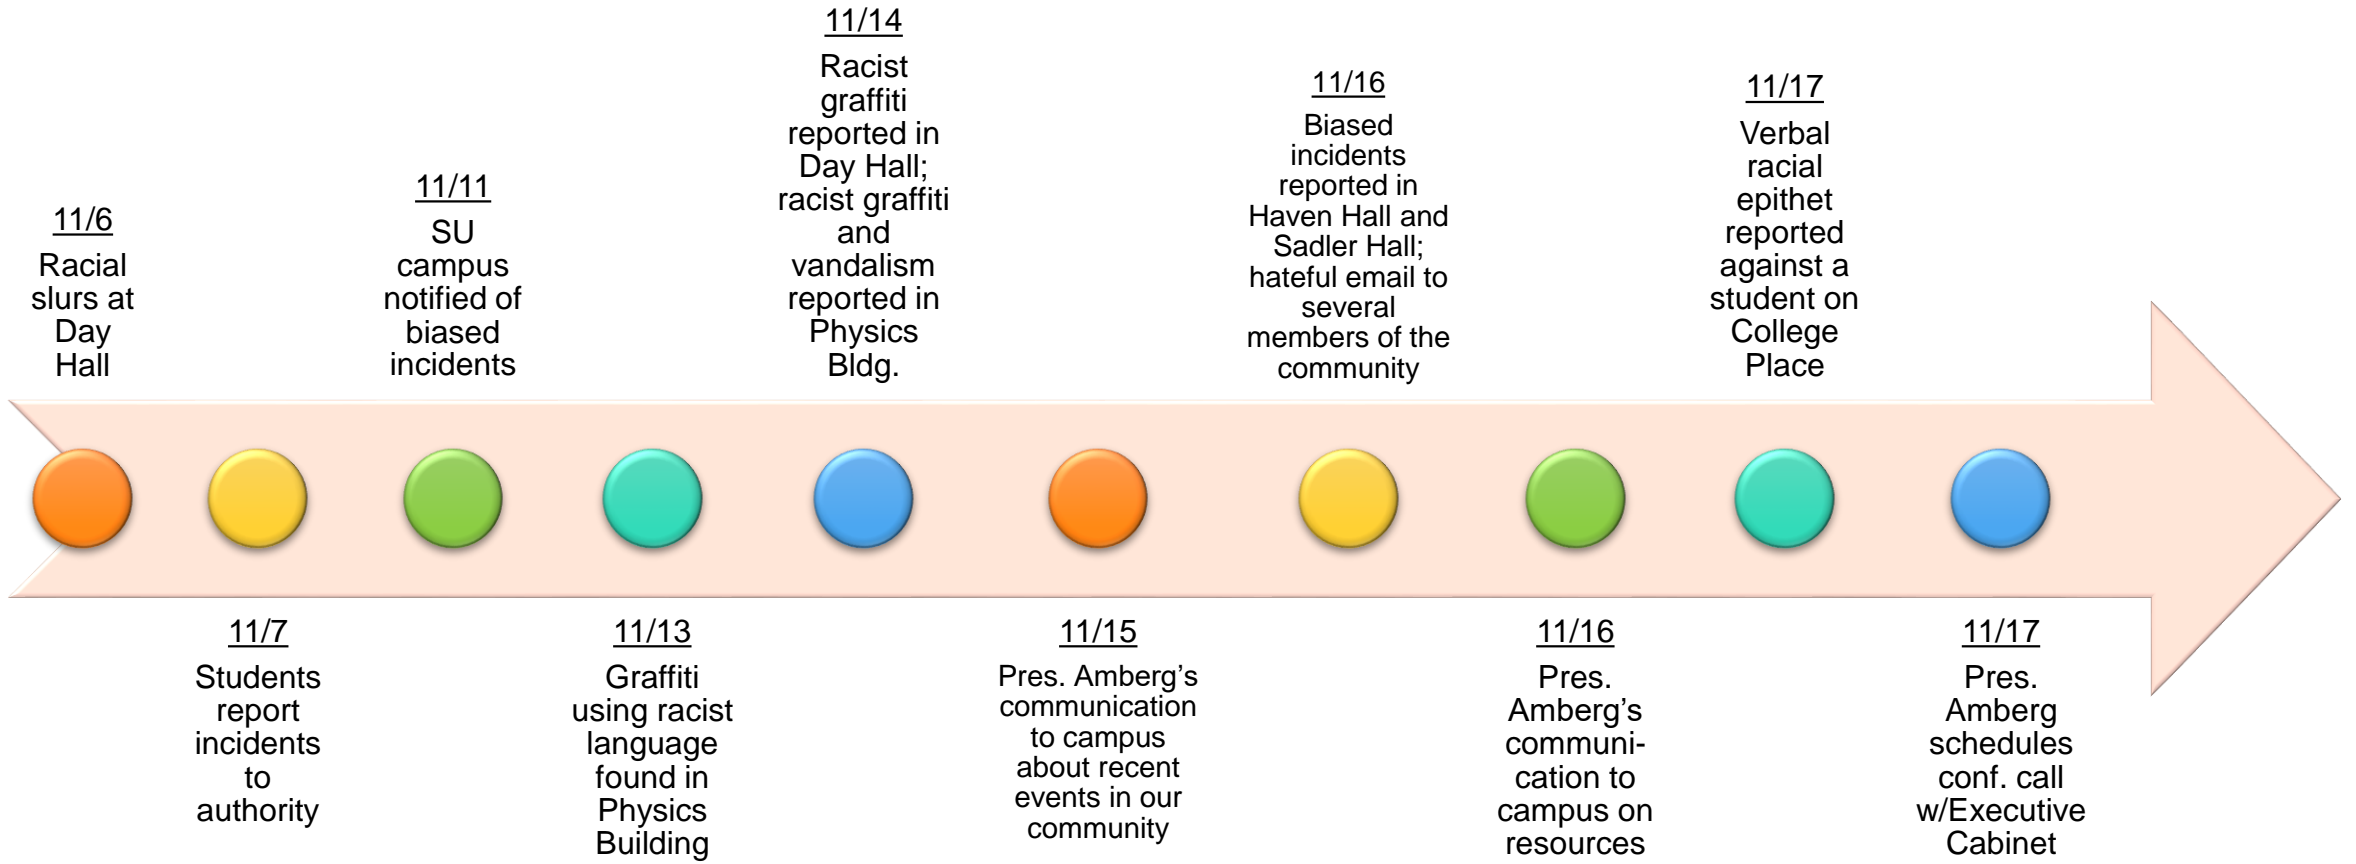 11/6
Racial
slurs at
Day
Hall
11/7
Students
report
incidents
to
authority
11/11
SU
campus
notified of
biased
incidents
11/13
Graffiti
using racist
language
found in
Physics
Building
11/14
Racist
graffiti
reported in
Day Hall;
racist graffiti
and
vandalism
reported in
Physics
Bldg.
11/15
Pres. Amberg’s
communication
to campus
about recent
events in our
community
11/16
Biased
incidents
reported in
Haven Hall and
Sadler Hall;
hateful email to
several
members of the
community
11/16
Pres.
Amberg’s
communi-
cation to
campus on
resources
11/17
Verbal
racial
epithet
reported
against a
student on
College
Place
11/17
Pres.
Amberg
schedules
conf. call
w/Executive
Cabinet